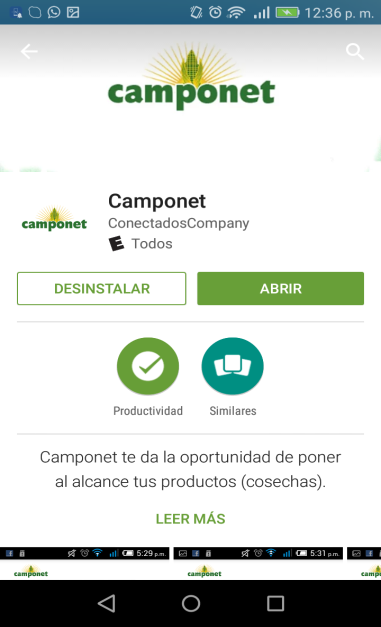 12:36 p. m.
camponet
camponet
Camponet
ConectadosCompany
E Todos
DESINSTALAR
ABRIR
Productividad
Similares
Camponet te da la oportunidad de poner
al alcance tus productos (cosechas).
LEER MÁS
5:29 p.m.
5:31 p.m.
camponet
camponet
camp